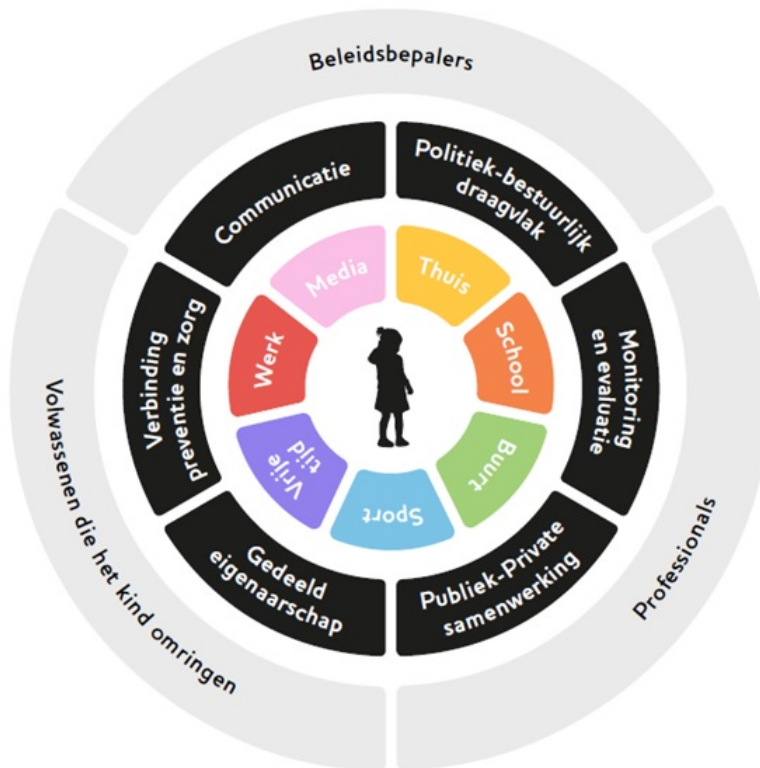 Beleidsbepalers
Professionals
Volwassenen die het kind omringen
Communicatie
Politiek-bestuurlijk
draagvlak
Monitoring
en evaluatie
Publiek-Private
samenwerking
Gedeeld
eigenaarschap
Verbinding
preventie en zorg
Media
Thuis
School
Buurt
Sport
Vrije
tijd
Werk